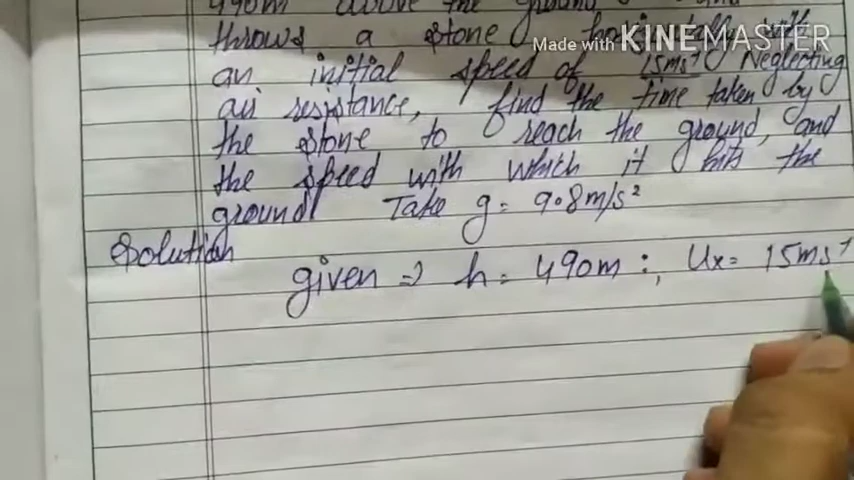 490m above the ground
throws a stone horizontally with
Made with KINEMASTER
an initial speed of 15ms⁻¹ Neglecting
air resistance, find the time taken by
the stone to reach the ground, and
the speed with which it hits the
ground Take g = 9.8m/s²
Solution
given => h = 490m ; Ux = 15ms⁻¹